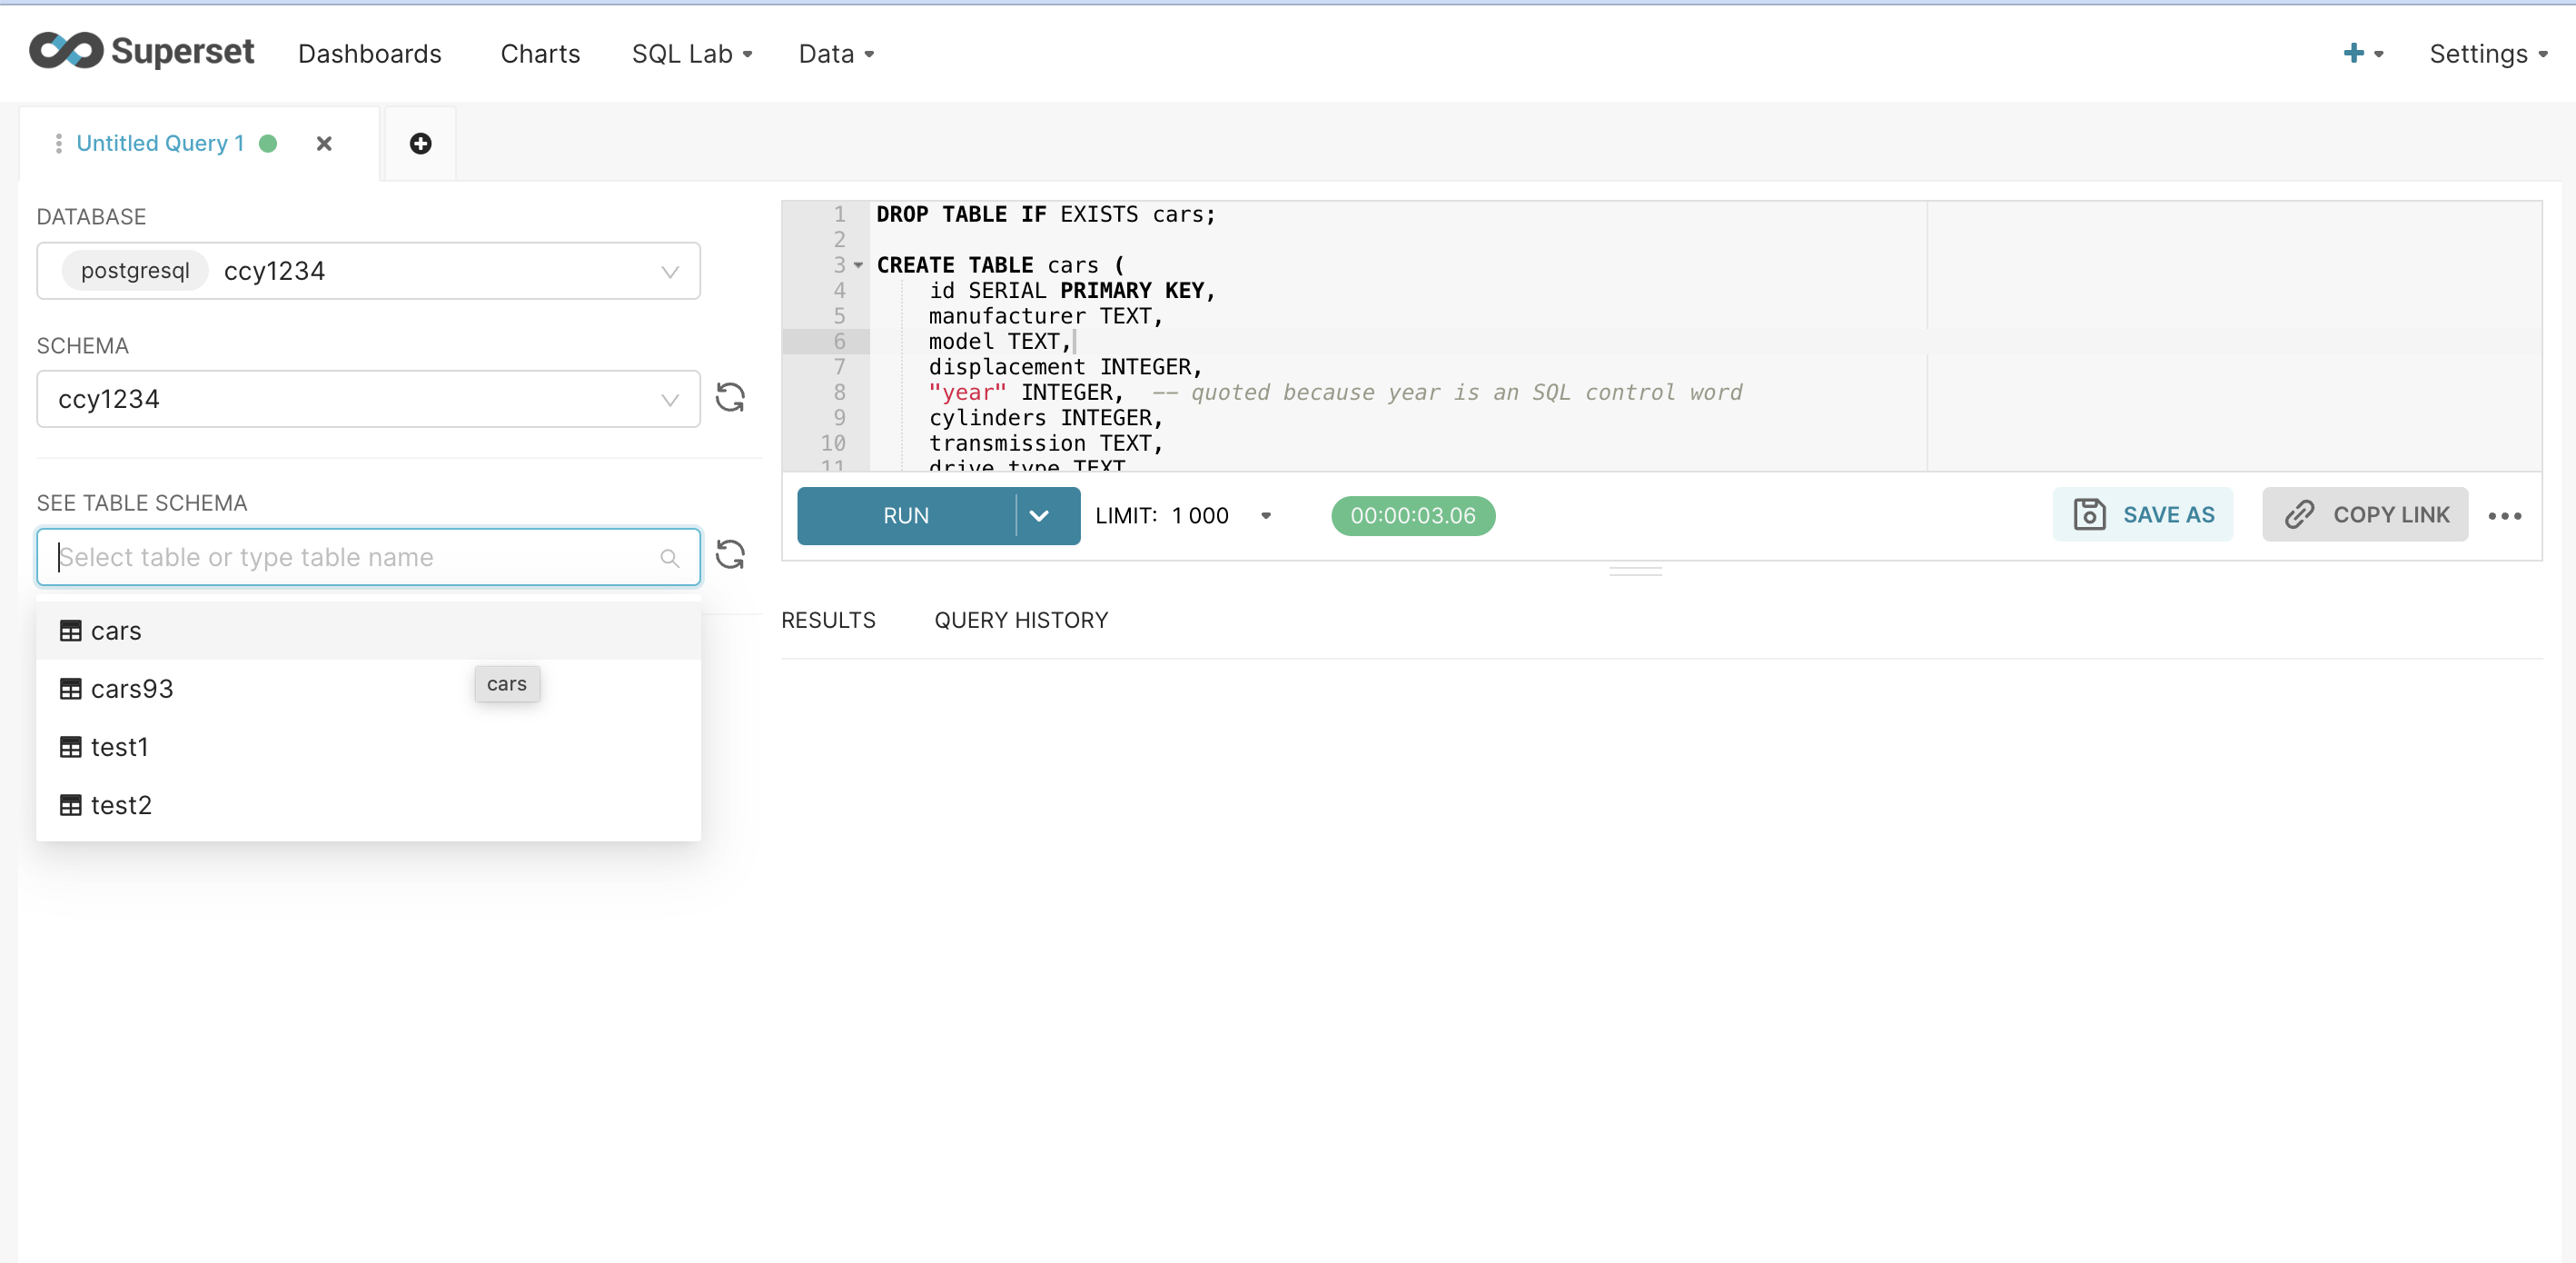 Superset Dashboards Charts SQL Lab Data Settings
Untitled Query 1
DATABASE
postgresql ccy1234
SCHEMA
ccy1234
SEE TABLE SCHEMA
Select table or type table name
cars
cars93
cars
test1
test2
1 DROP TABLE IF EXISTS cars;
2
3 CREATE TABLE cars (
4 id SERIAL PRIMARY KEY,
5 manufacturer TEXT,
6 model TEXT,
7 displacement INTEGER,
8 "year" INTEGER,  -- quoted because year is an SQL control word
9 cylinders INTEGER,
10 transmission TEXT,
11 drive_type TEXT
RUN LIMIT: 1 000 00:00:03.06 SAVE AS COPY LINK
RESULTS QUERY HISTORY